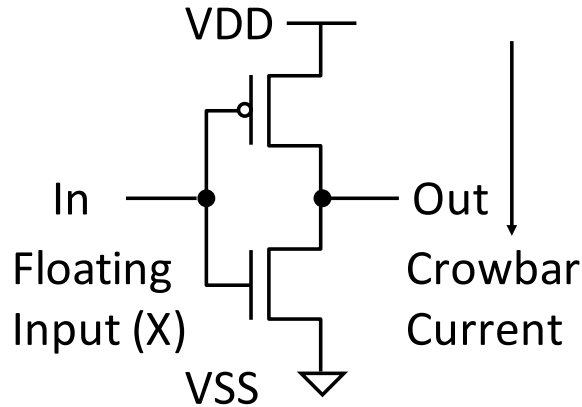 VDD
In
Out
Floating
Input (X)
Crowbar
Current
VSS